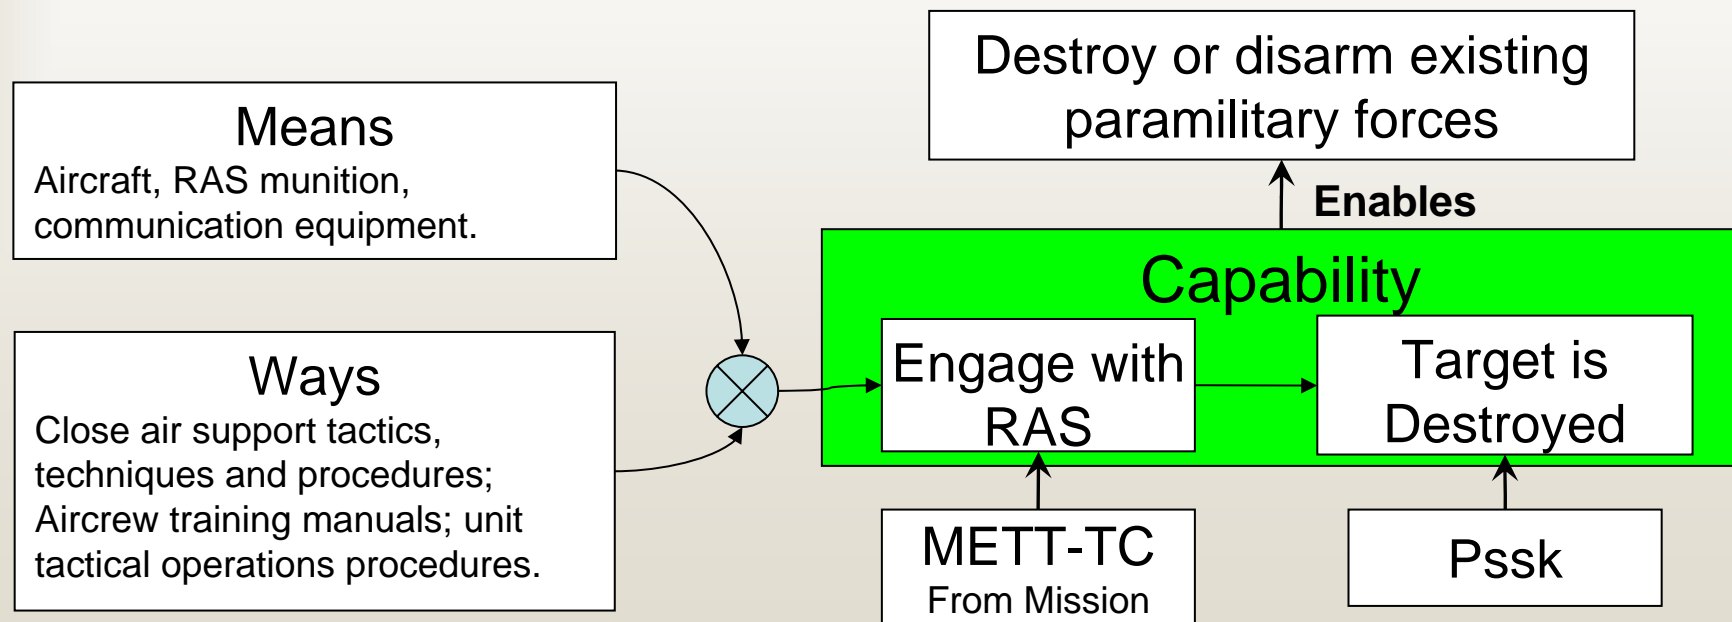 Means
Aircraft, RAS munition,
communication equipment.
Ways
Close air support tactics,
techniques and procedures;
Aircrew training manuals; unit
tactical operations procedures.
Destroy or disarm existing
paramilitary forces
Enables
Capability
Engage with
RAS
Target is
Destroyed
METT-TC
From Mission
Pssk